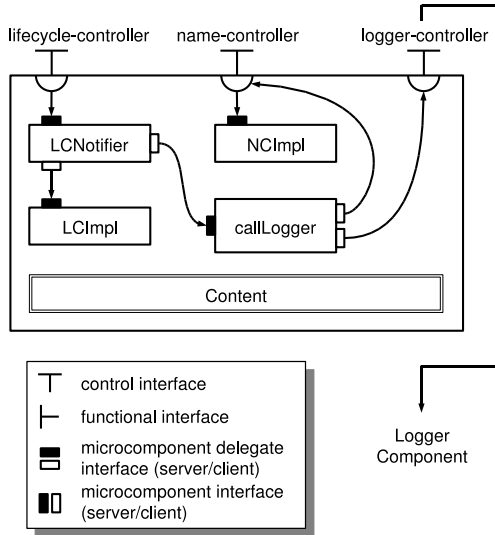 lifecycle-controller name-controller logger-controller
LCNotifier NCImpl
LCImpl callLogger
Content
control interface
functional interface
microcomponent delegate
interface (server/client)
microcomponent interface
(server/client)
Logger
Component